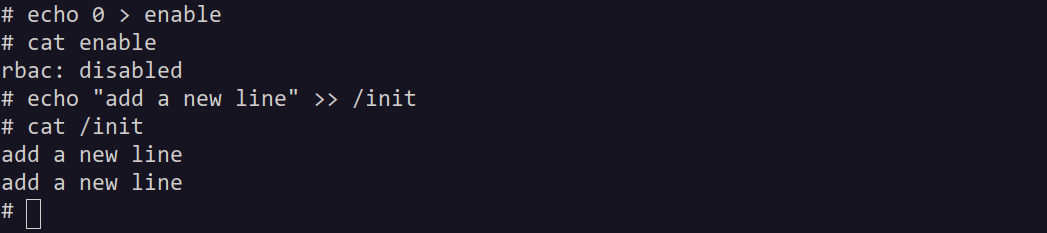 # echo 0 > enable
# cat enable
rbac: disabled
# echo "add a new line" >> /init
# cat /init
add a new line
add a new line
#